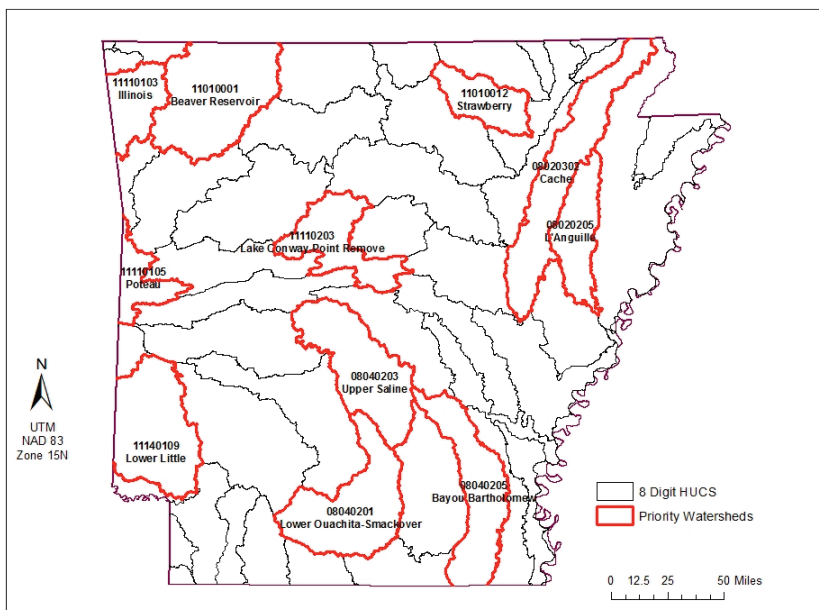 11110103
Illinois
11010001
Beaver Reservoir
11010012
Strawberry
08020302
Cache
08020205
L'Anguille
11110203
Lake Conway Point Remove
11110105
Poteau
N
UTM
NAD 83
Zone 15N
08040203
Upper Saline
11140109
Lower Little
08040201
Lower Ouachita-Smackover
08040205
Bayou Bartholomew
8 Digit HUCS
Priority Watersheds
0 12.5 25 50 Miles